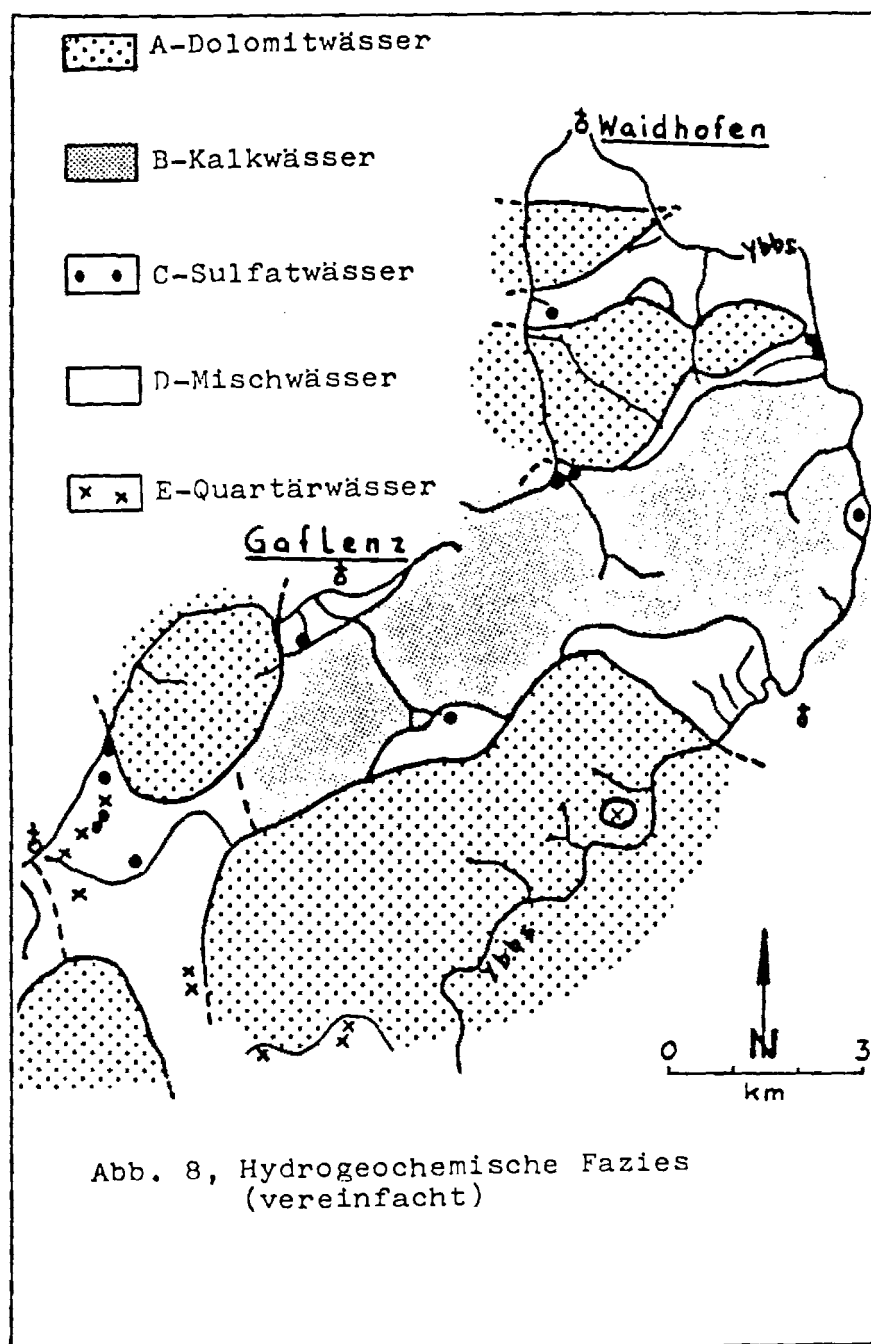 A-Dolomitwässer
Waidhofen
B-Kalkwässer
Ybbs
C-Sulfatwässer
D-Mischwässer
E-Quartärwässer
Gaflenz
Ybbs
N
0 3
km
Abb. 8, Hydrogeochemische Fazies
(vereinfacht)